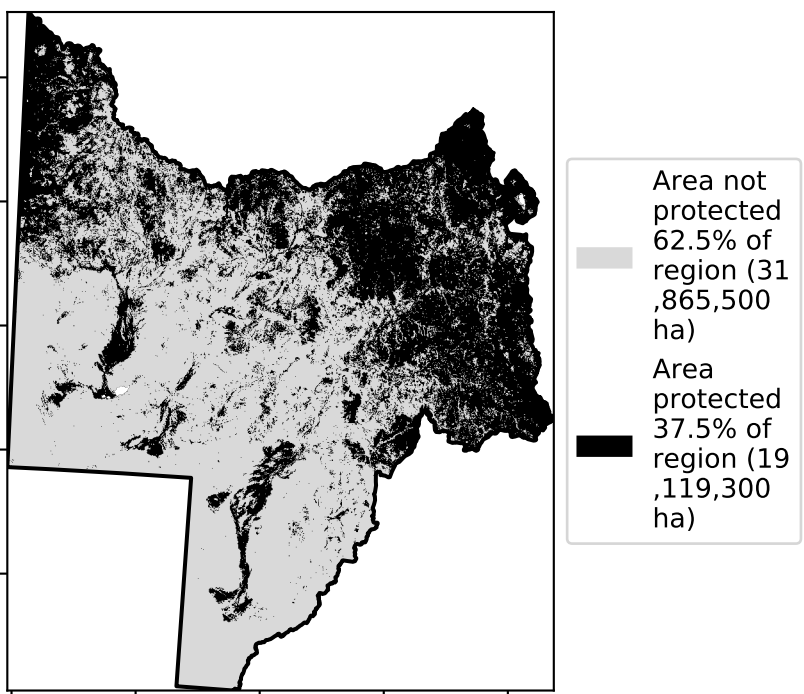 Area not
protected
62.5% of
region (31
,865,500
ha)
Area
protected
37.5% of
region (19
,119,300
ha)